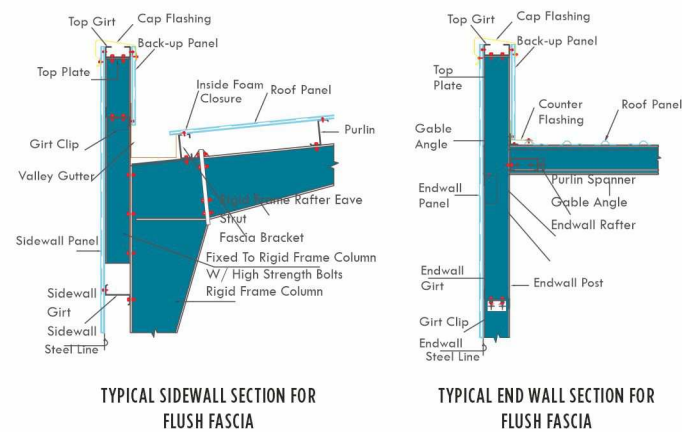 Top Girt
Cap Flashing
Back-up Panel
Top Plate
Inside Foam
Closure
Roof Panel
Purlin
Girt Clip
Valley Gutter
Rigid Frame Rafter Eave
Strut
Fascia Bracket
Sidewall Panel
Fixed To Rigid Frame Column
W/ High Strength Bolts
Rigid Frame Column
Sidewall
Girt
Sidewall
Steel Line
TYPICAL SIDEWALL SECTION FOR
FLUSH FASCIA
Top Girt
Cap Flashing
Back-up Panel
Top
Plate
Counter
Flashing
Roof Panel
Gable
Angle
Purlin Spanner
Gable Angle
Endwall
Panel
Endwall Rafter
Endwall
Girt
Endwall Post
Girt Clip
Endwall
Steel Line
TYPICAL END WALL SECTION FOR
FLUSH FASCIA